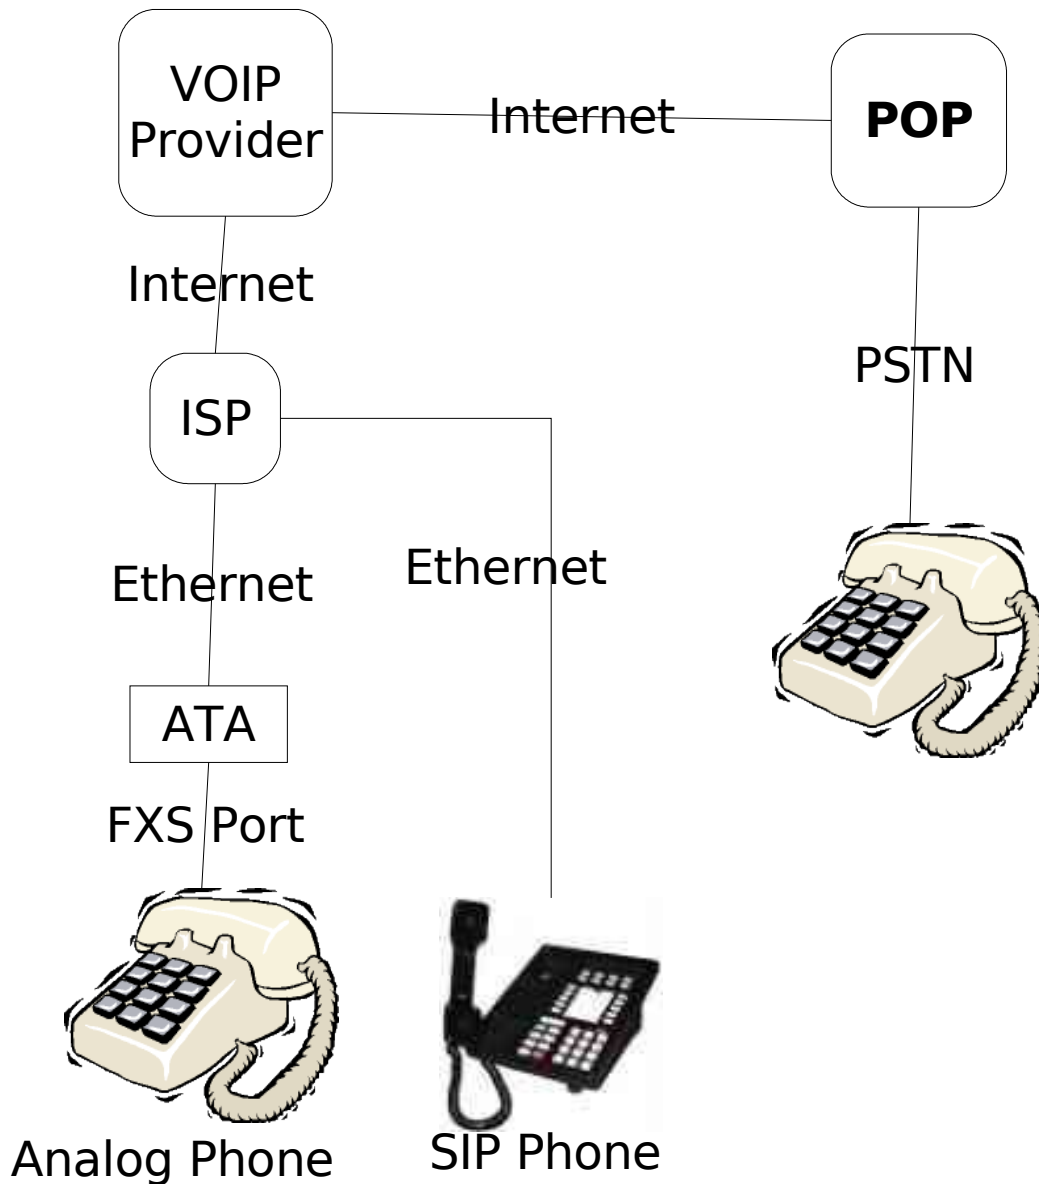 VOIP
Provider
Internet
POP
Internet
PSTN
ISP
Ethernet
Ethernet
ATA
FXS Port
Analog Phone
SIP Phone